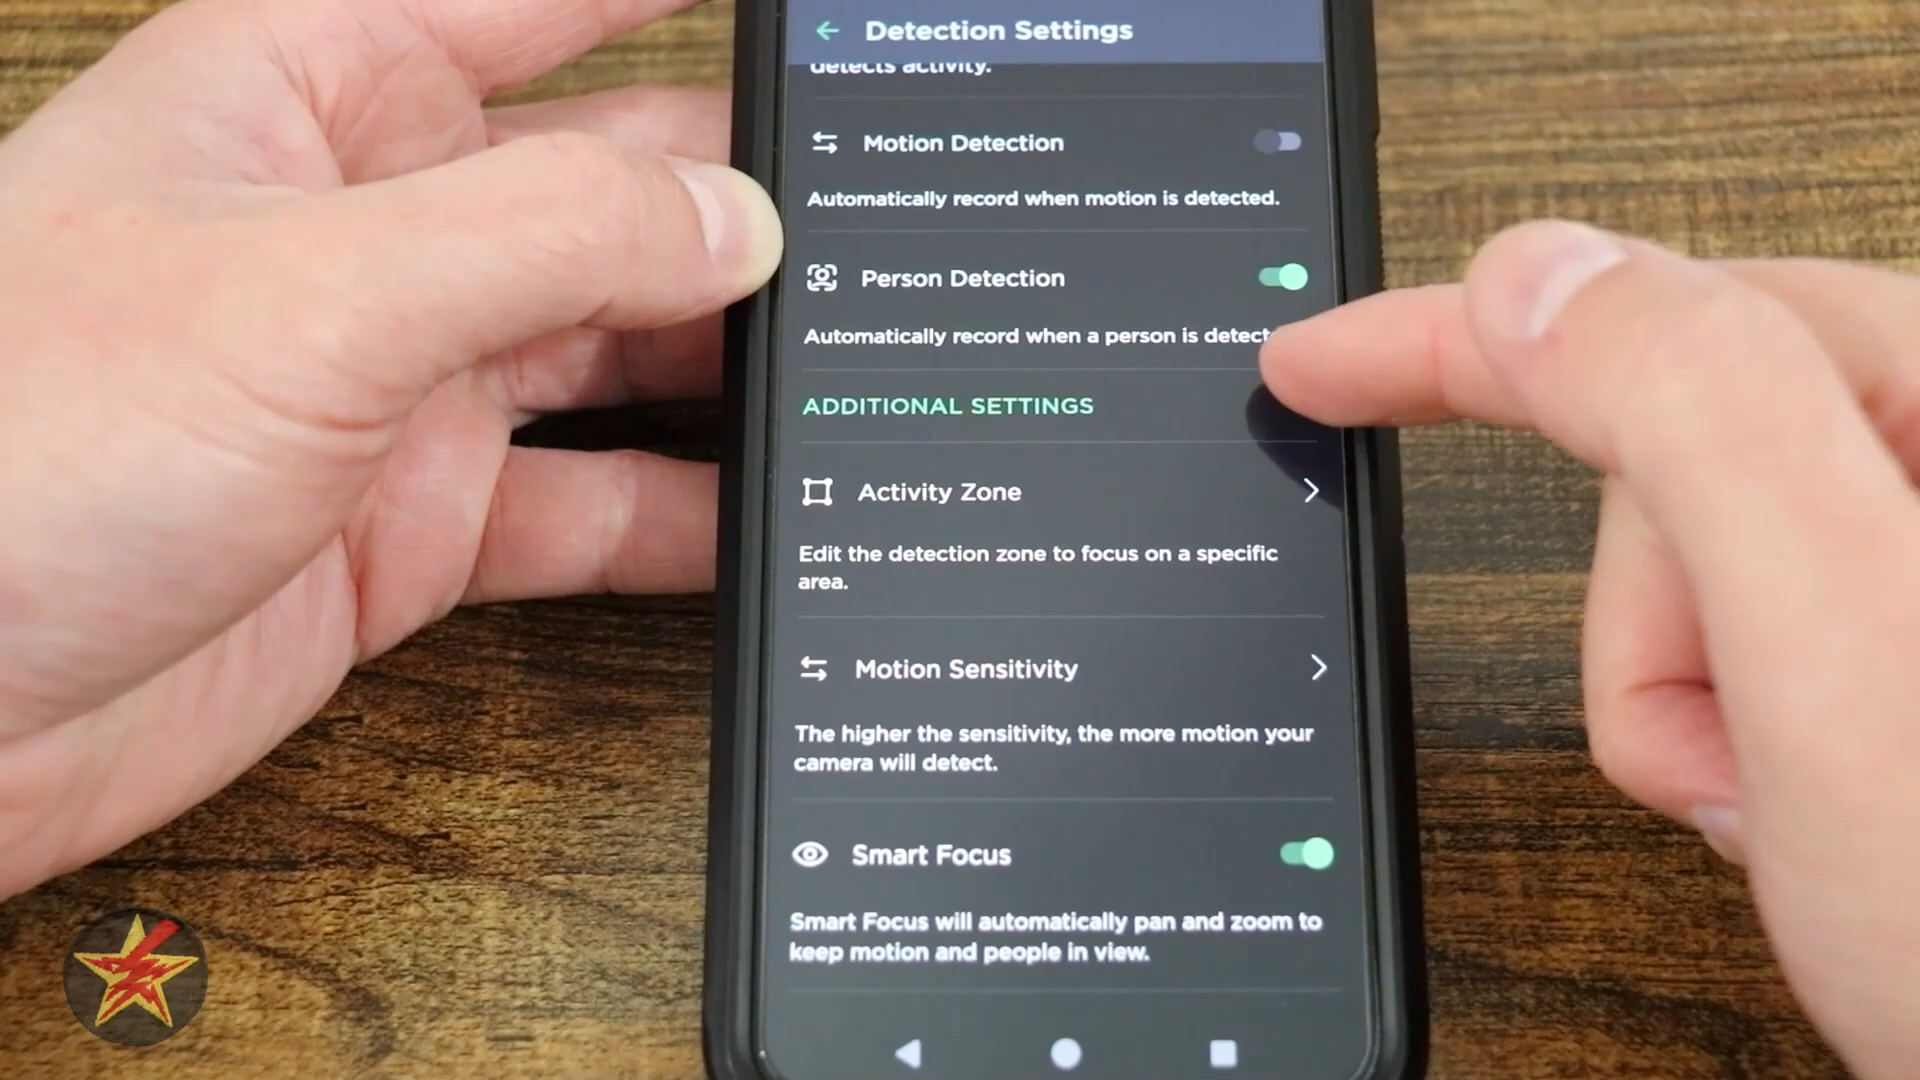 Detection Settings
detects activity.
Motion Detection
Automatically record when motion is detected.
Person Detection
Automatically record when a person is detect
ADDITIONAL SETTINGS
Activity Zone
Edit the detection zone to focus on a specific
area.
Motion Sensitivity
The higher the sensitivity, the more motion your
camera will detect.
Smart Focus
Smart Focus will automatically pan and zoom to
keep motion and people in view.